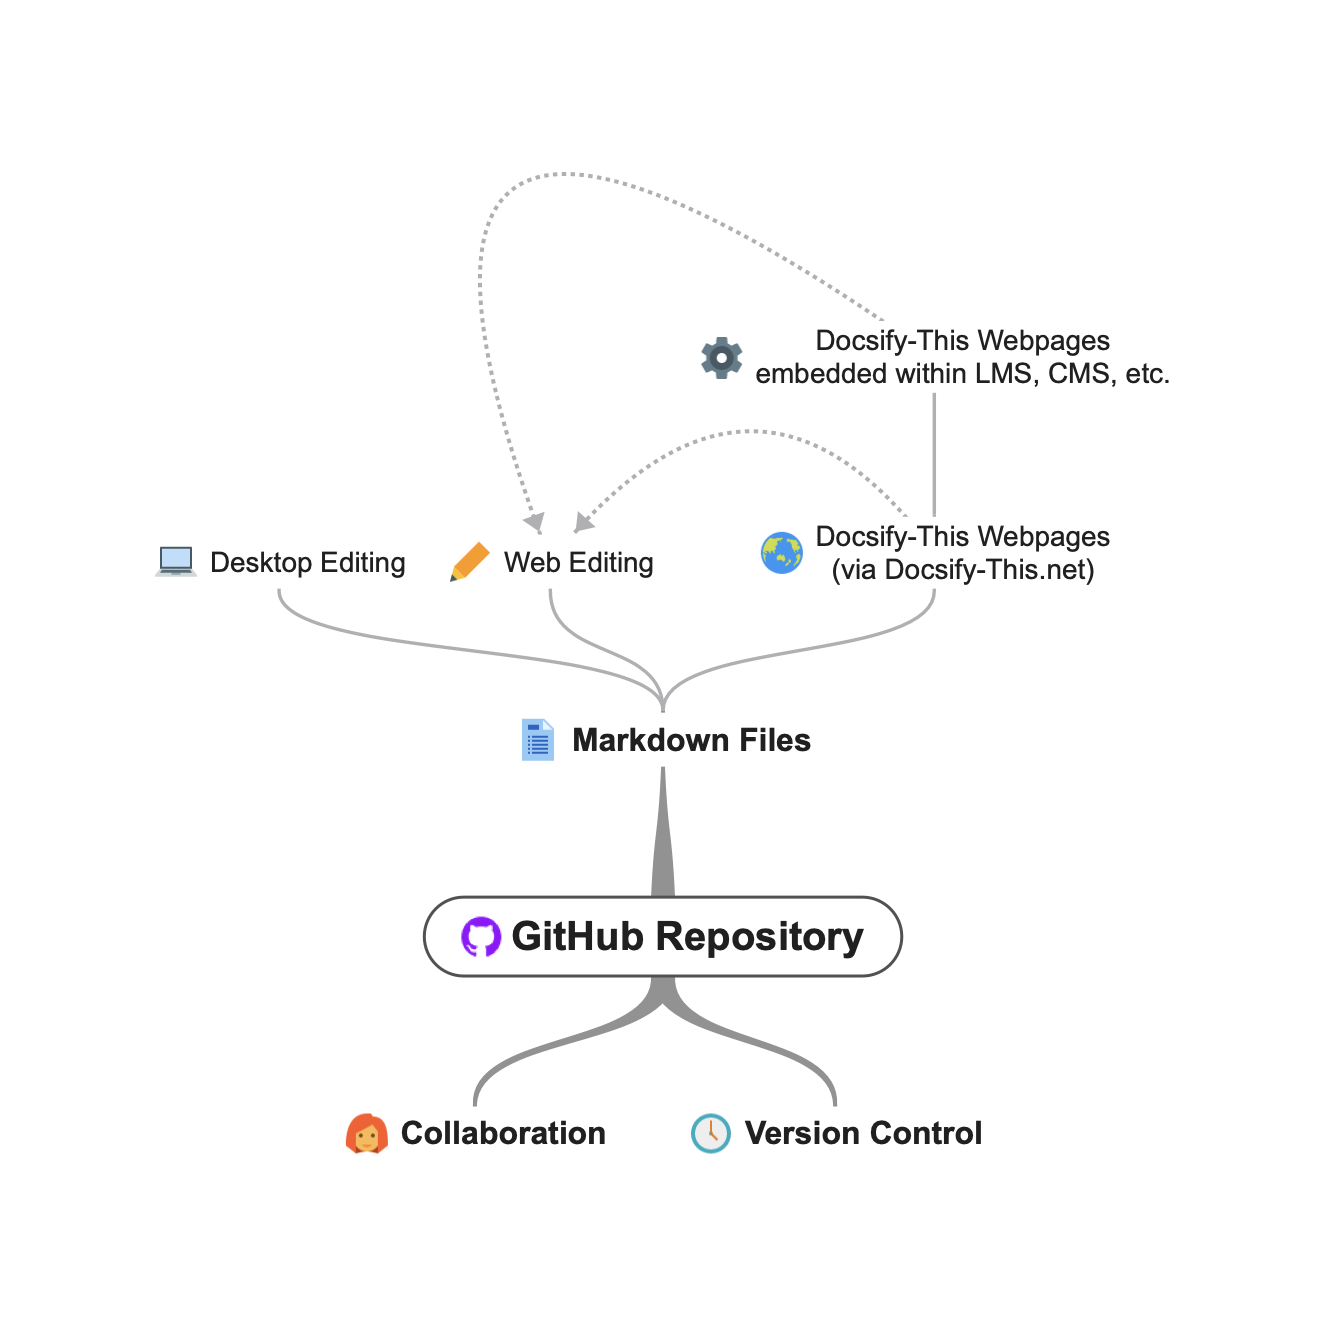 Docsify-This Webpages
embedded within LMS, CMS, etc.
Desktop Editing
Web Editing
Docsify-This Webpages
(via Docsify-This.net)
Markdown Files
GitHub Repository
Collaboration
Version Control